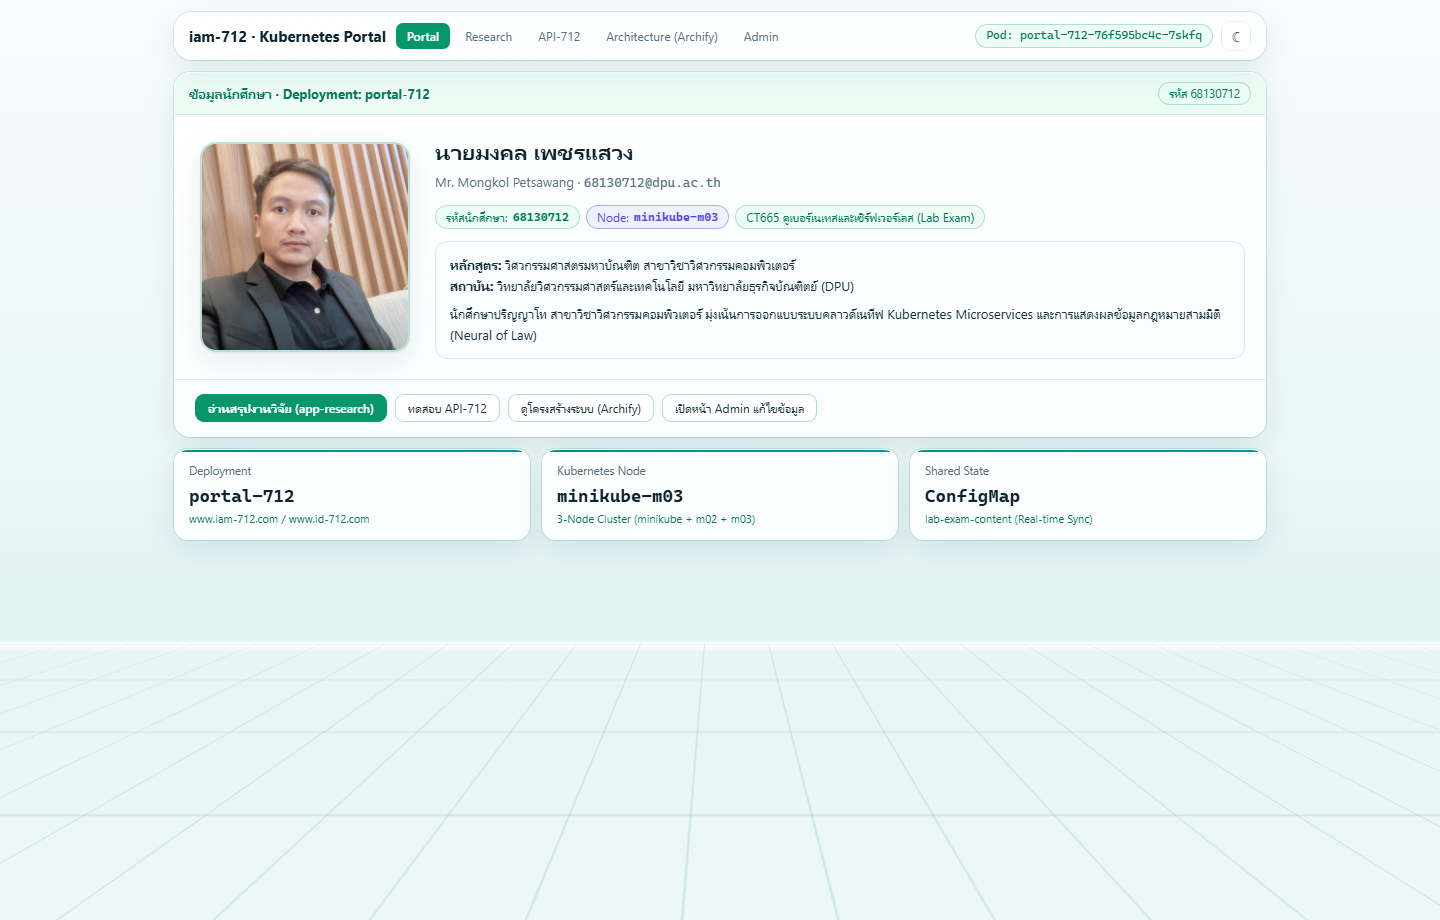 iam-712 · Kubernetes Portal
Portal
Research
API-712
Architecture (Archify)
Admin
Pod: portal-712-76f595bc4c-7skfq
ข้อมูลนักศึกษา · Deployment: portal-712
รหัส 68130712
นายมงคล เพชรแสวง
Mr. Mongkol Petsawang · 68130712@dpu.ac.th
รหัสนักศึกษา: 68130712
Node: minikube-m03
CT665 คูเบอร์เนเทสและเซิร์ฟเวอร์เลส (Lab Exam)
หลักสูตร: วิศวกรรมศาสตรมหาบัณฑิต สาขาวิชาวิศวกรรมคอมพิวเตอร์
สถาบัน: วิทยาลัยวิศวกรรมศาสตร์และเทคโนโลยี มหาวิทยาลัยธุรกิจบัณฑิตย์ (DPU)
นักศึกษาปริญญาโท สาขาวิชาวิศวกรรมคอมพิวเตอร์ มุ่งเน้นการออกแบบระบบคลาวด์เนทีฟ Kubernetes Microservices และการแสดงผลข้อมูลกฎหมายสามมิติ
(Neural of Law)
อ่านสรุปงานวิจัย (app-research)
ทดสอบ API-712
ดูโครงสร้างระบบ (Archify)
เปิดหน้า Admin แก้ไขข้อมูล
Deployment
portal-712
www.iam-712.com / www.id-712.com
Kubernetes Node
minikube-m03
3-Node Cluster (minikube + m02 + m03)
Shared State
ConfigMap
lab-exam-content (Real-time Sync)